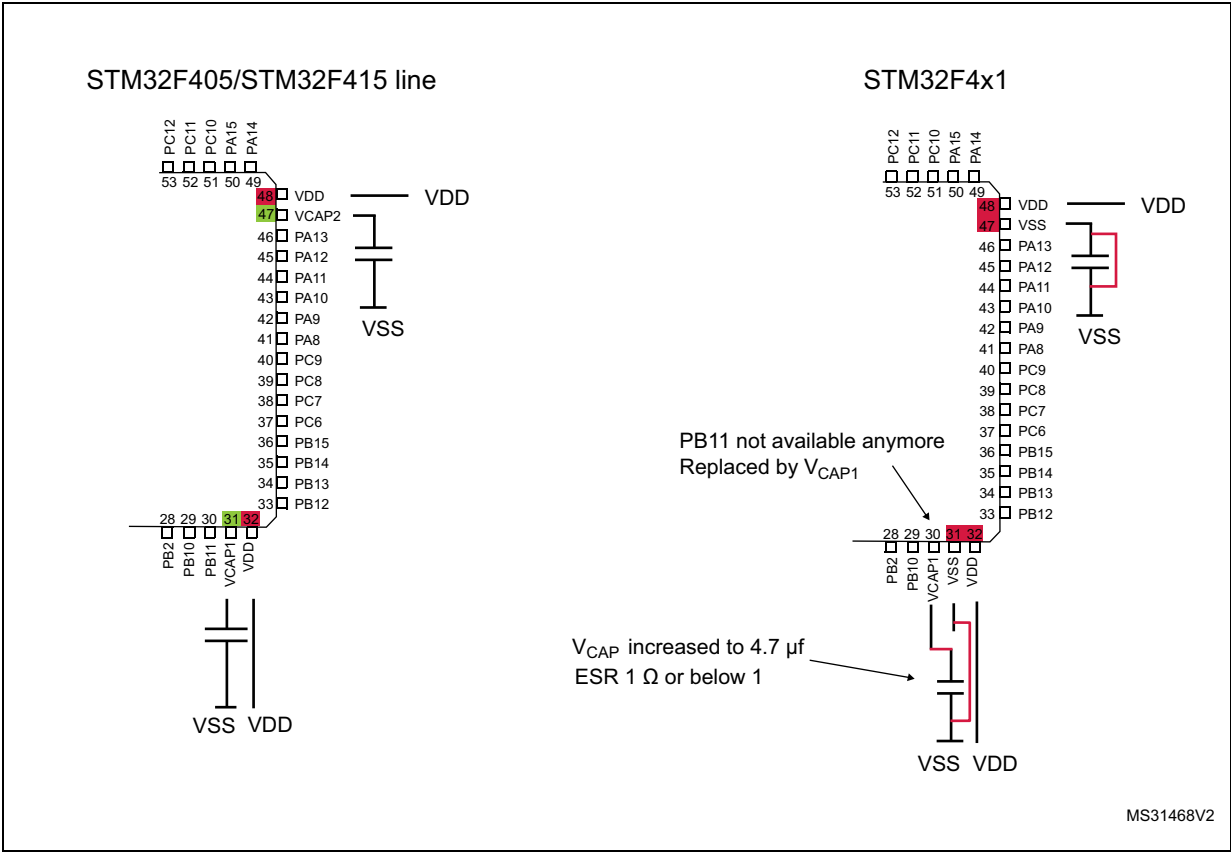 STM32F405/STM32F415 line
PC12
PC11
PC10
PA15
PA14
53 52 51 50 49
48 VDD
VDD
47 VCAP2
46 PA13
45 PA12
44 PA11
43 PA10
42 PA9
41 PA8
40 PC9
39 PC8
38 PC7
37 PC6
36 PB15
35 PB14
34 PB13
33 PB12
VSS
28 29 30 31 32
PB2
PB10
PB11
VCAP1
VDD
VSS VDD
STM32F4x1
PC12
PC11
PC10
PA15
PA14
53 52 51 50 49
48 VDD
VDD
47 VSS
46 PA13
45 PA12
44 PA11
43 PA10
42 PA9
41 PA8
40 PC9
39 PC8
38 PC7
37 PC6
36 PB15
35 PB14
34 PB13
33 PB12
VSS
PB11 not available anymore
Replaced by VCAP1
28 29 30 31 32
PB2
PB10
VCAP1
VSS
VDD
VCAP increased to 4.7 µf
ESR 1 Ω or below 1
VSS VDD
MS31468V2